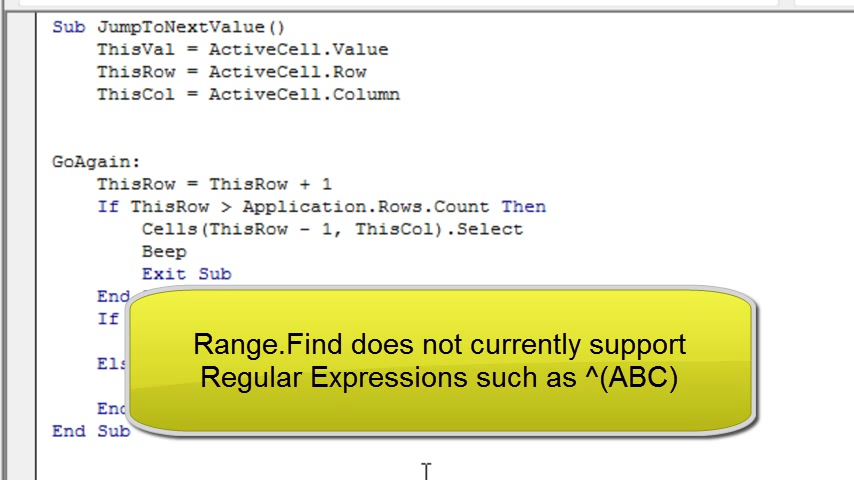 Sub JumpToNextValue()
ThisVal = ActiveCell.Value
ThisRow = ActiveCell.Row
ThisCol = ActiveCell.Column
GoAgain:
ThisRow = ThisRow + 1
If ThisRow > Application.Rows.Count Then
Cells(ThisRow - 1, ThisCol).Select
Beep
Exit Sub
End
If
Range.Find does not currently support
Regular Expressions such as ^(ABC)
End Sub